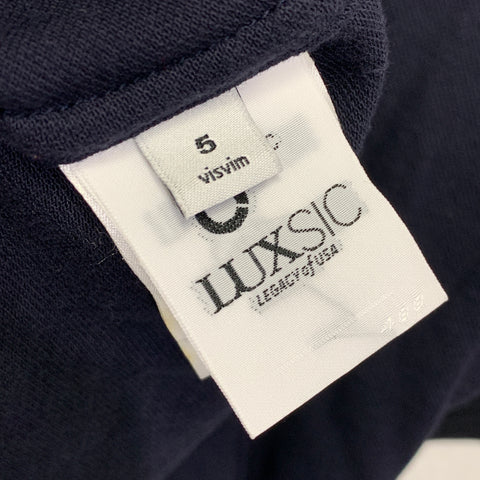 5
visvim
LUXSIC
LEGACY of USA